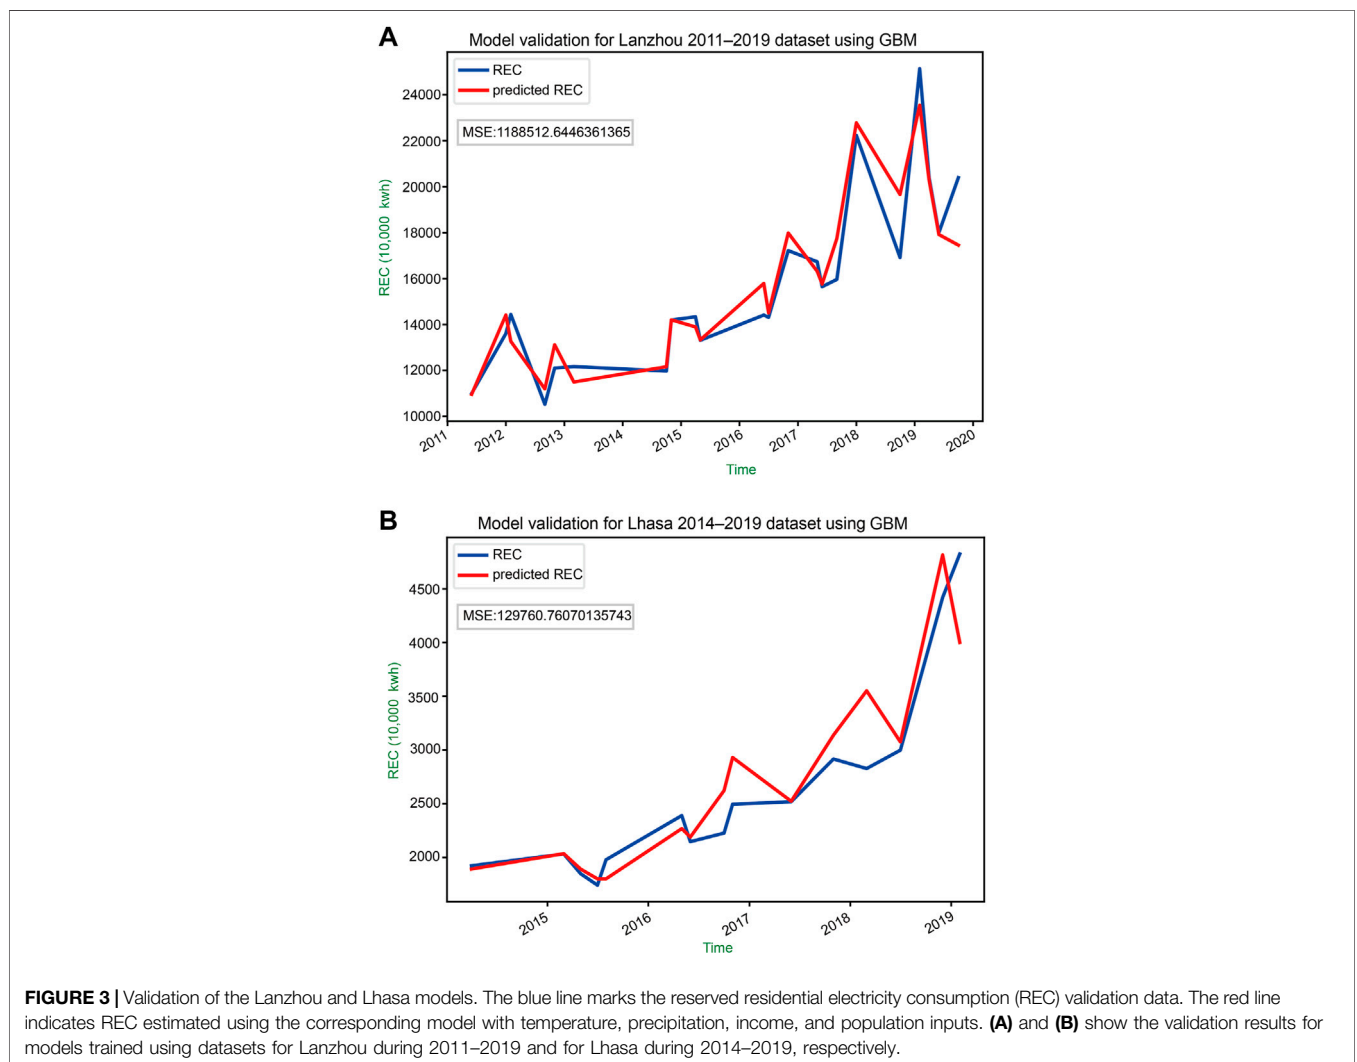 A
Model validation for Lanzhou 2011–2019 dataset using GBM
REC
predicted REC
MSE:1188512.6446361365
24000
22000
20000
18000
16000
14000
12000
10000
REC (10,000 kwh)
2011 2012 2013 2014 2015 2016 2017 2018 2019 2020
Time
B
Model validation for Lhasa 2014–2019 dataset using GBM
REC
predicted REC
MSE:129760.76070135743
4500
4000
3500
3000
2500
2000
REC (10,000 kwh)
2015 2016 2017 2018 2019
Time
FIGURE 3 | Validation of the Lanzhou and Lhasa models. The blue line marks the reserved residential electricity consumption (REC) validation data. The red line
indicates REC estimated using the corresponding model with temperature, precipitation, income, and population inputs. (A) and (B) show the validation results for
models trained using datasets for Lanzhou during 2011–2019 and for Lhasa during 2014–2019, respectively.